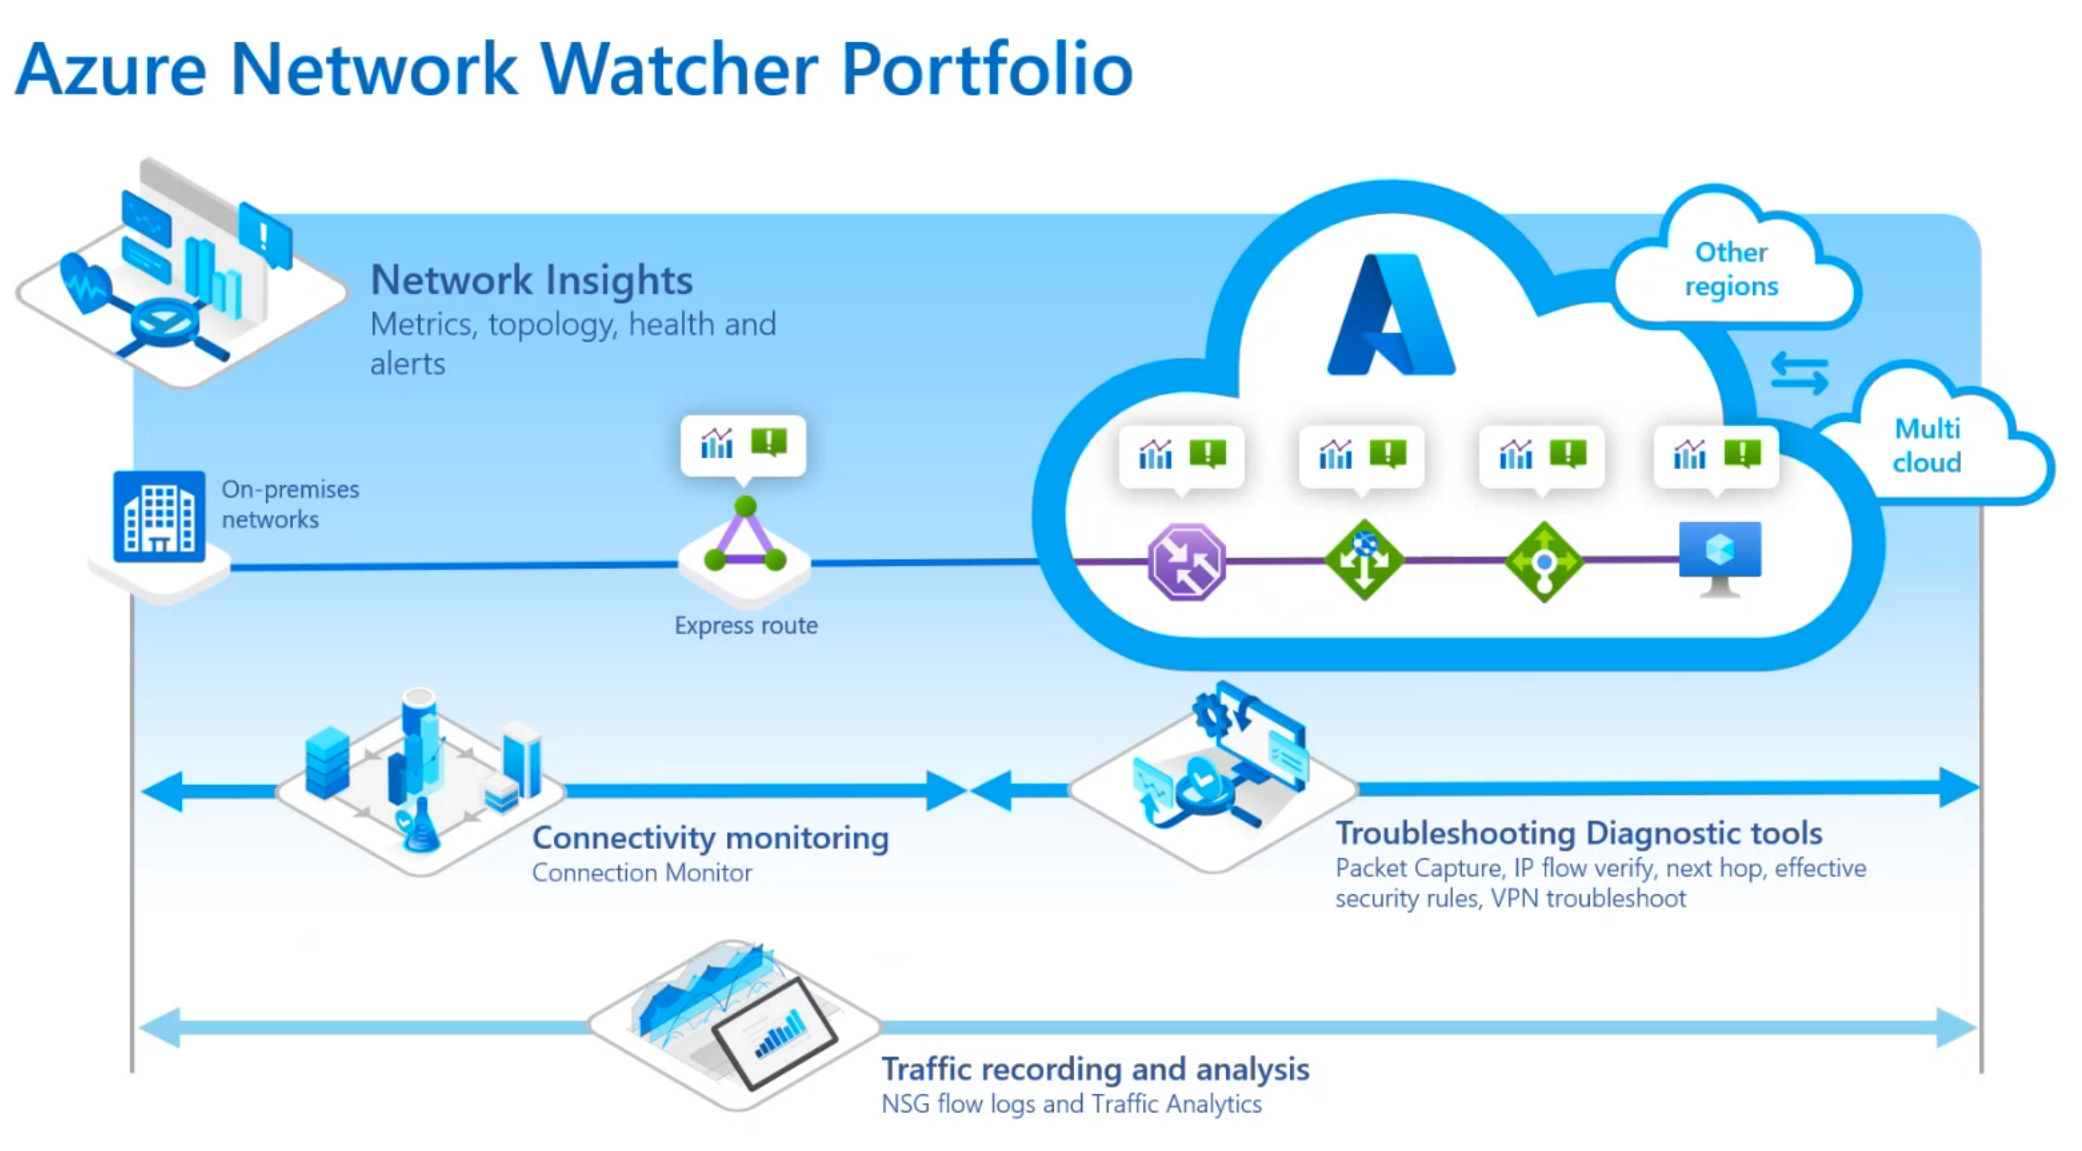 Azure Network Watcher Portfolio
Network Insights
Metrics, topology, health and
alerts
Other
regions
Multi
cloud
On-premises
networks
Express route
Connectivity monitoring
Connection Monitor
Troubleshooting Diagnostic tools
Packet Capture, IP flow verify, next hop, effective
security rules, VPN troubleshoot
Traffic recording and analysis
NSG flow logs and Traffic Analytics